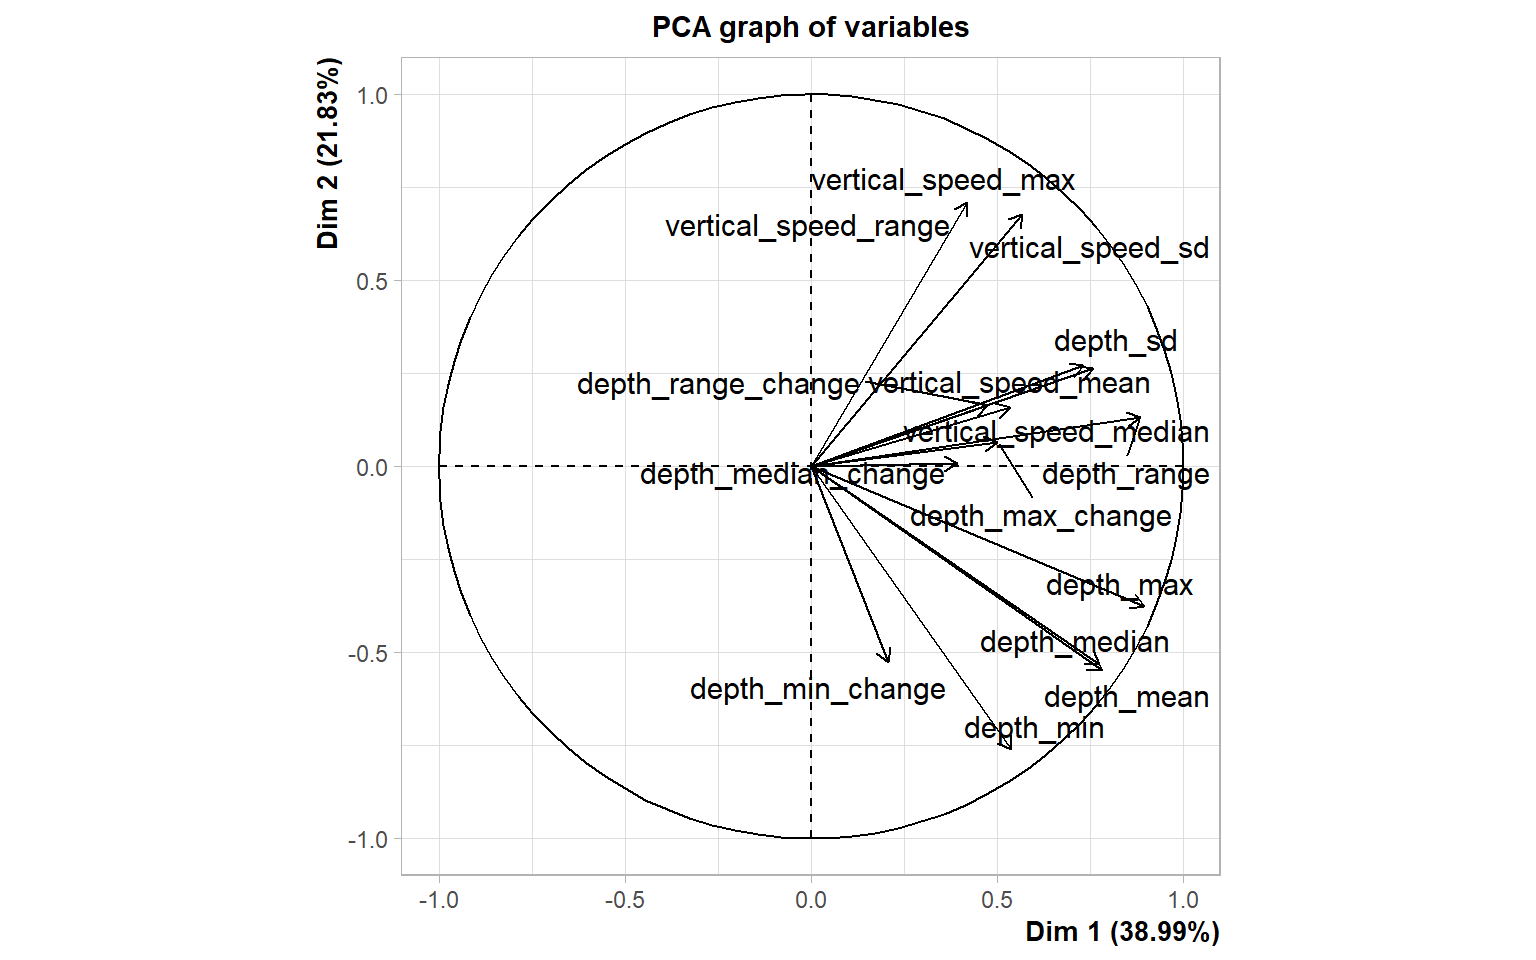 PCA graph of variables
Dim 2 (21.83%)
1.0
0.5
0.0
-0.5
-1.0
vertical_speed_max
vertical_speed_range
vertical_speed_sd
depth_sd
depth_range_change
vertical_speed_mean
vertical_speed_median
depth_median_change
depth_range
depth_max_change
depth_max
depth_median
depth_min_change
depth_mean
depth_min
-1.0
-0.5
0.0
0.5
1.0
Dim 1 (38.99%)